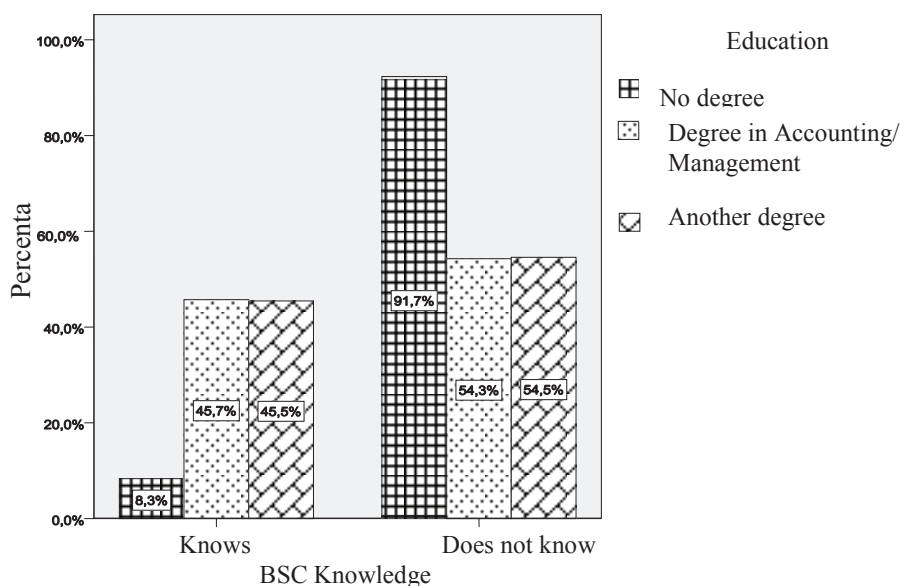 100,0%
80,0%
60,0%
40,0%
20,0%
0,0%
Percenta
8,3%
45,7%
45,5%
91,7%
54,3%
54,5%
Knows
Does not know
BSC Knowledge
Education
No degree
Degree in Accounting/
Management
Another degree